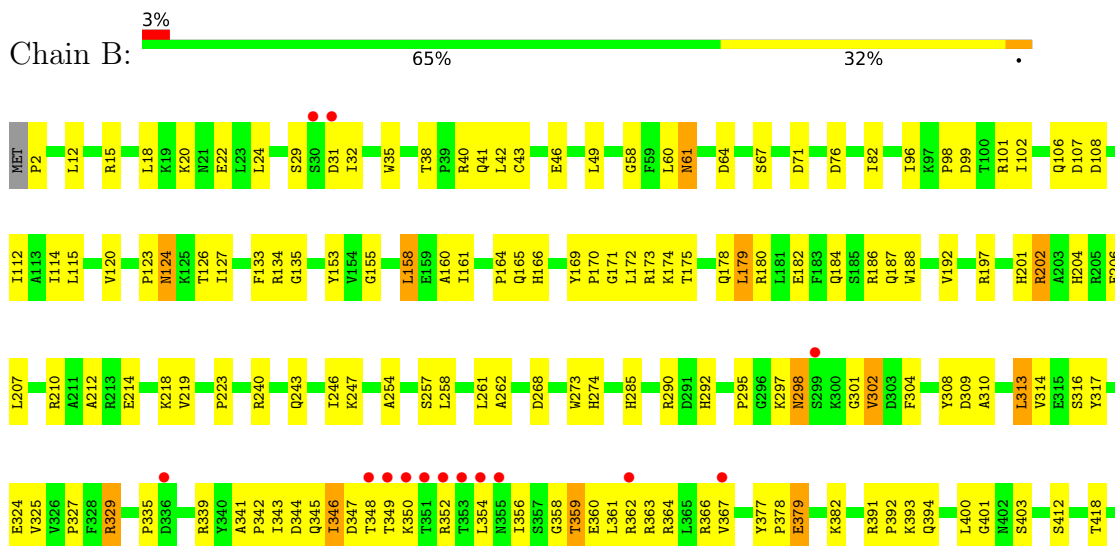 3%
Chain B:
65% 32% •
MET P2 L12 R15 L18 K19 K20 N21 E22 L23 L24 S29 S30 D31 I32 W35 T38 P39 R40 Q41 L42 C43 E46 L49 G58 F59 L60 N61 D64 S67 D71 D76 I82 I96 K97 P98 D99 T100 R101 I102 Q106 D107 D108
I112 A113 I114 L115 V120 P123 N124 K125 T126 I127 F133 R134 G135 Y153 V154 G155 L158 E159 A160 I161 P164 Q165 H166 Y169 P170 G171 L172 R173 K174 T175 Q178 L179 R180 L181 E182 F183 Q184 S185 R186 Q187 W188 V192 R197 H201 R202 A203 H204 R205
L207 R210 A211 A212 R213 E214 K218 V219 P223 R240 Q243 I246 K247 A254 S257 L258 L261 A262 D268 W273 H274 H285 R290 D291 H292 P295 G296 K297 N298 S299 K300 G301 V302 D303 F304 Y308 D309 A310 L313 V314 E315 S316 Y317
E324 V325 V326 P327 F328 R329 P335 D336 R339 Y340 A341 P342 I343 D344 Q345 I346 D347 T348 T349 K350 T351 R352 T353 L354 N355 I356 S357 G358 T359 E360 L361 R362 R363 R364 L365 R366 V367 Y377 P378 E379 K382 R391 P392 K393 Q394 L400 G401 N402 S403 S412 T418